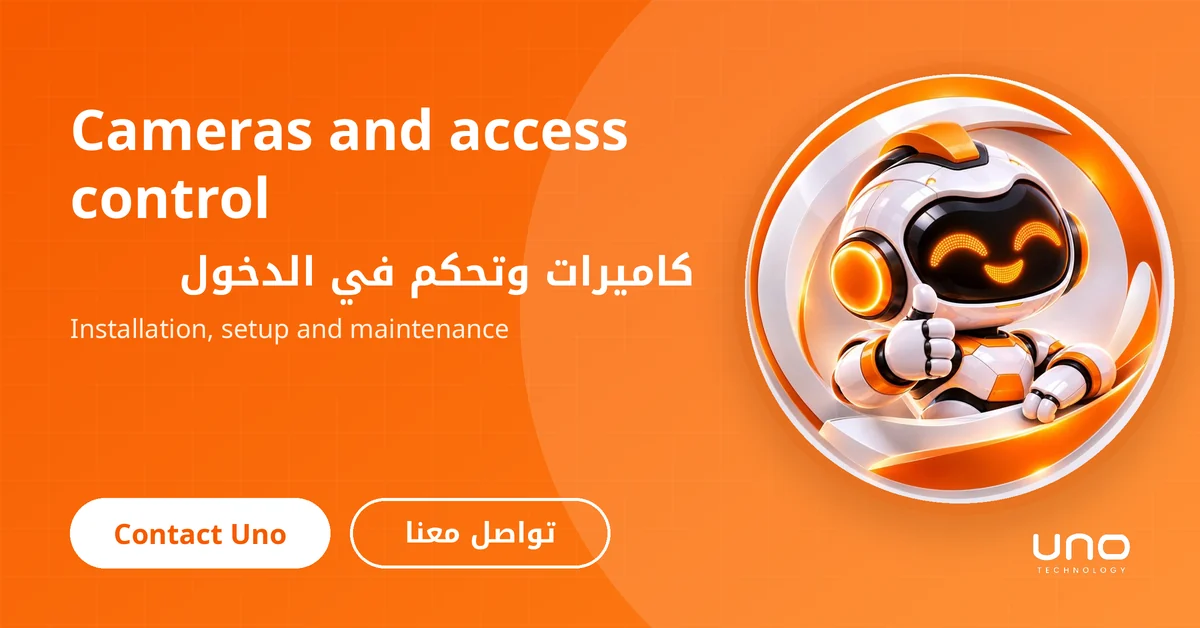 Cameras and access
control
كاميرات وتحكم في الدخول
Installation, setup and maintenance
Contact Uno
تواصل معنا
UNO
TECHNOLOGY